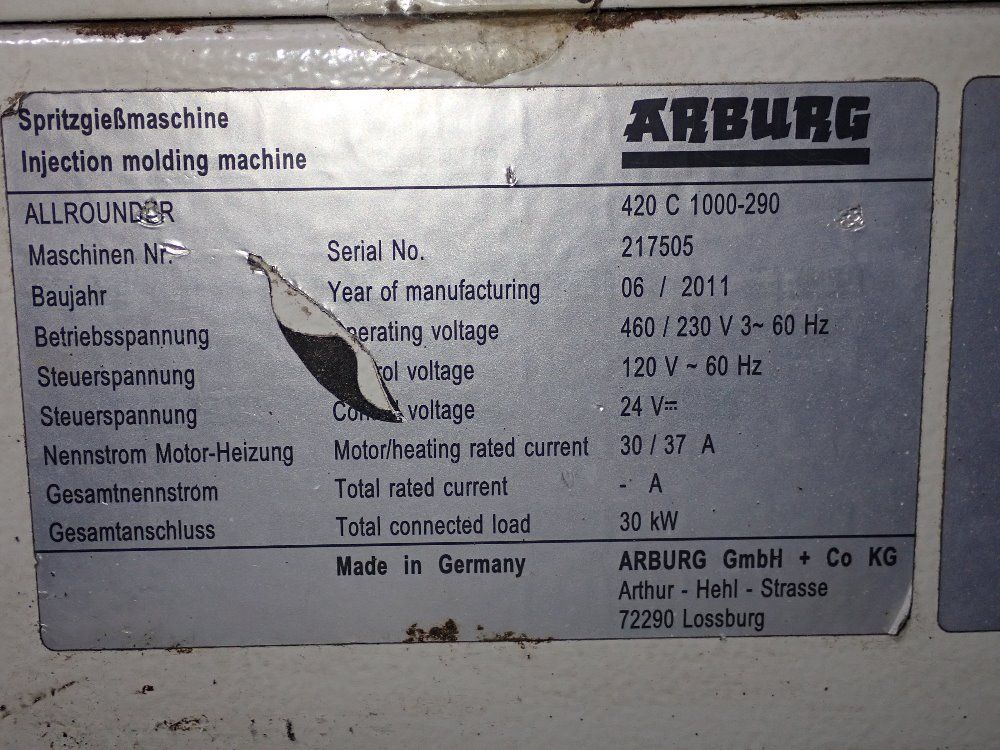 Spritzgießmaschine
Injection molding machine
ARBURG
ALLROUNDER 420 C 1000-290
Maschinen Nr. Serial No. 217505
Baujahr Year of manufacturing 06 / 2011
Betriebsspannung perating voltage 460 / 230 V 3~ 60 Hz
Steuerspannung rol voltage 120 V ~ 60 Hz
Steuerspannung Con voltage 24 V⎓
Nennstrom Motor-Heizung Motor/heating rated current 30 / 37 A
Gesamtnennstrom Total rated current - A
Gesamtanschluss Total connected load 30 kW
Made in Germany ARBURG GmbH + Co KG
Arthur - Hehl - Strasse
72290 Lossburg